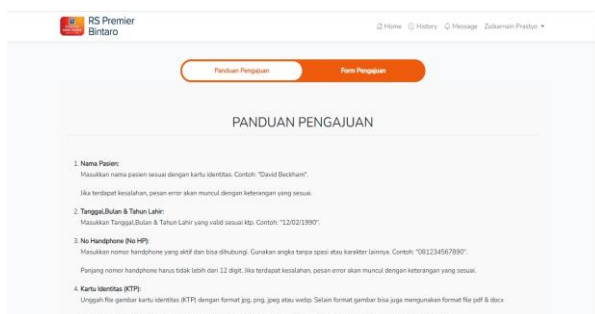 RS Premier
Bintaro
Home History Message Zulkarnain Prastyo
Panduan Pengajuan Form Pengajuan
PANDUAN PENGAJUAN
1. Nama Pasien:
Masukkan nama pasien sesuai dengan kartu identitas. Contoh: "David Beckham".
Jika terdapat kesalahan, pesan error akan muncul dengan keterangan yang sesuai.
2. Tanggal,Bulan & Tahun Lahir:
Masukkan Tanggal,Bulan & Tahun Lahir yang valid sesuai ktp. Contoh: "12/02/1990".
3. No Handphone (No HP):
Masukkan nomor handphone yang aktif dan bisa dihubungi. Gunakan angka tanpa spasi atau karakter lainnya. Contoh: "081234567890".
Panjang nomor handphone harus tidak lebih dari 12 digit. Jika terdapat kesalahan, pesan error akan muncul dengan keterangan yang sesuai.
4. Kartu Identitas (KTP):
Unggah file gambar kartu identitas (KTP) dengan format jpg, png, jpeg atau webp. Selain format gambar bisa juga mengunakan format file pdf & docx